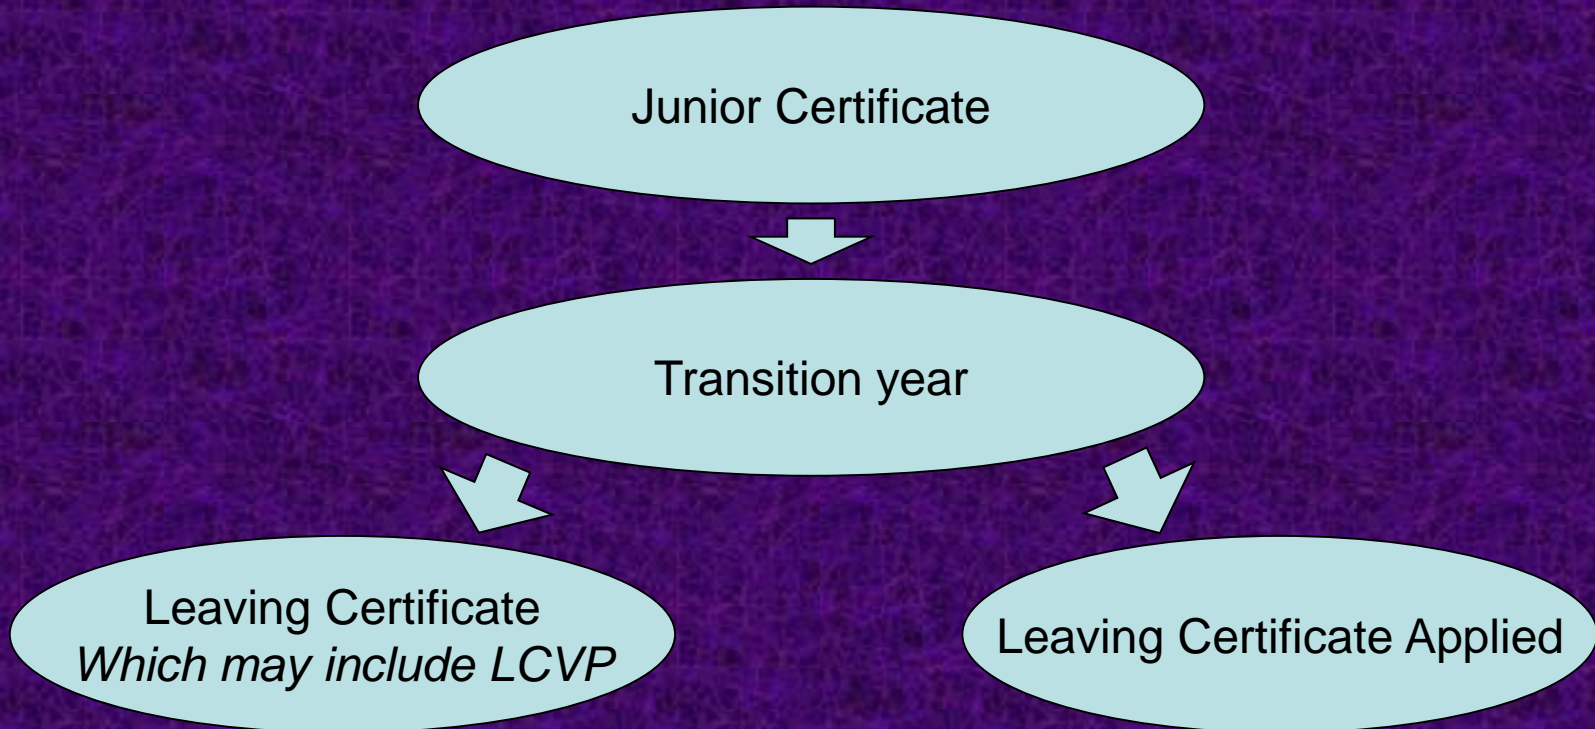 Junior Certificate
Transition year
Leaving Certificate
Which may include LCVP
Leaving Certificate Applied